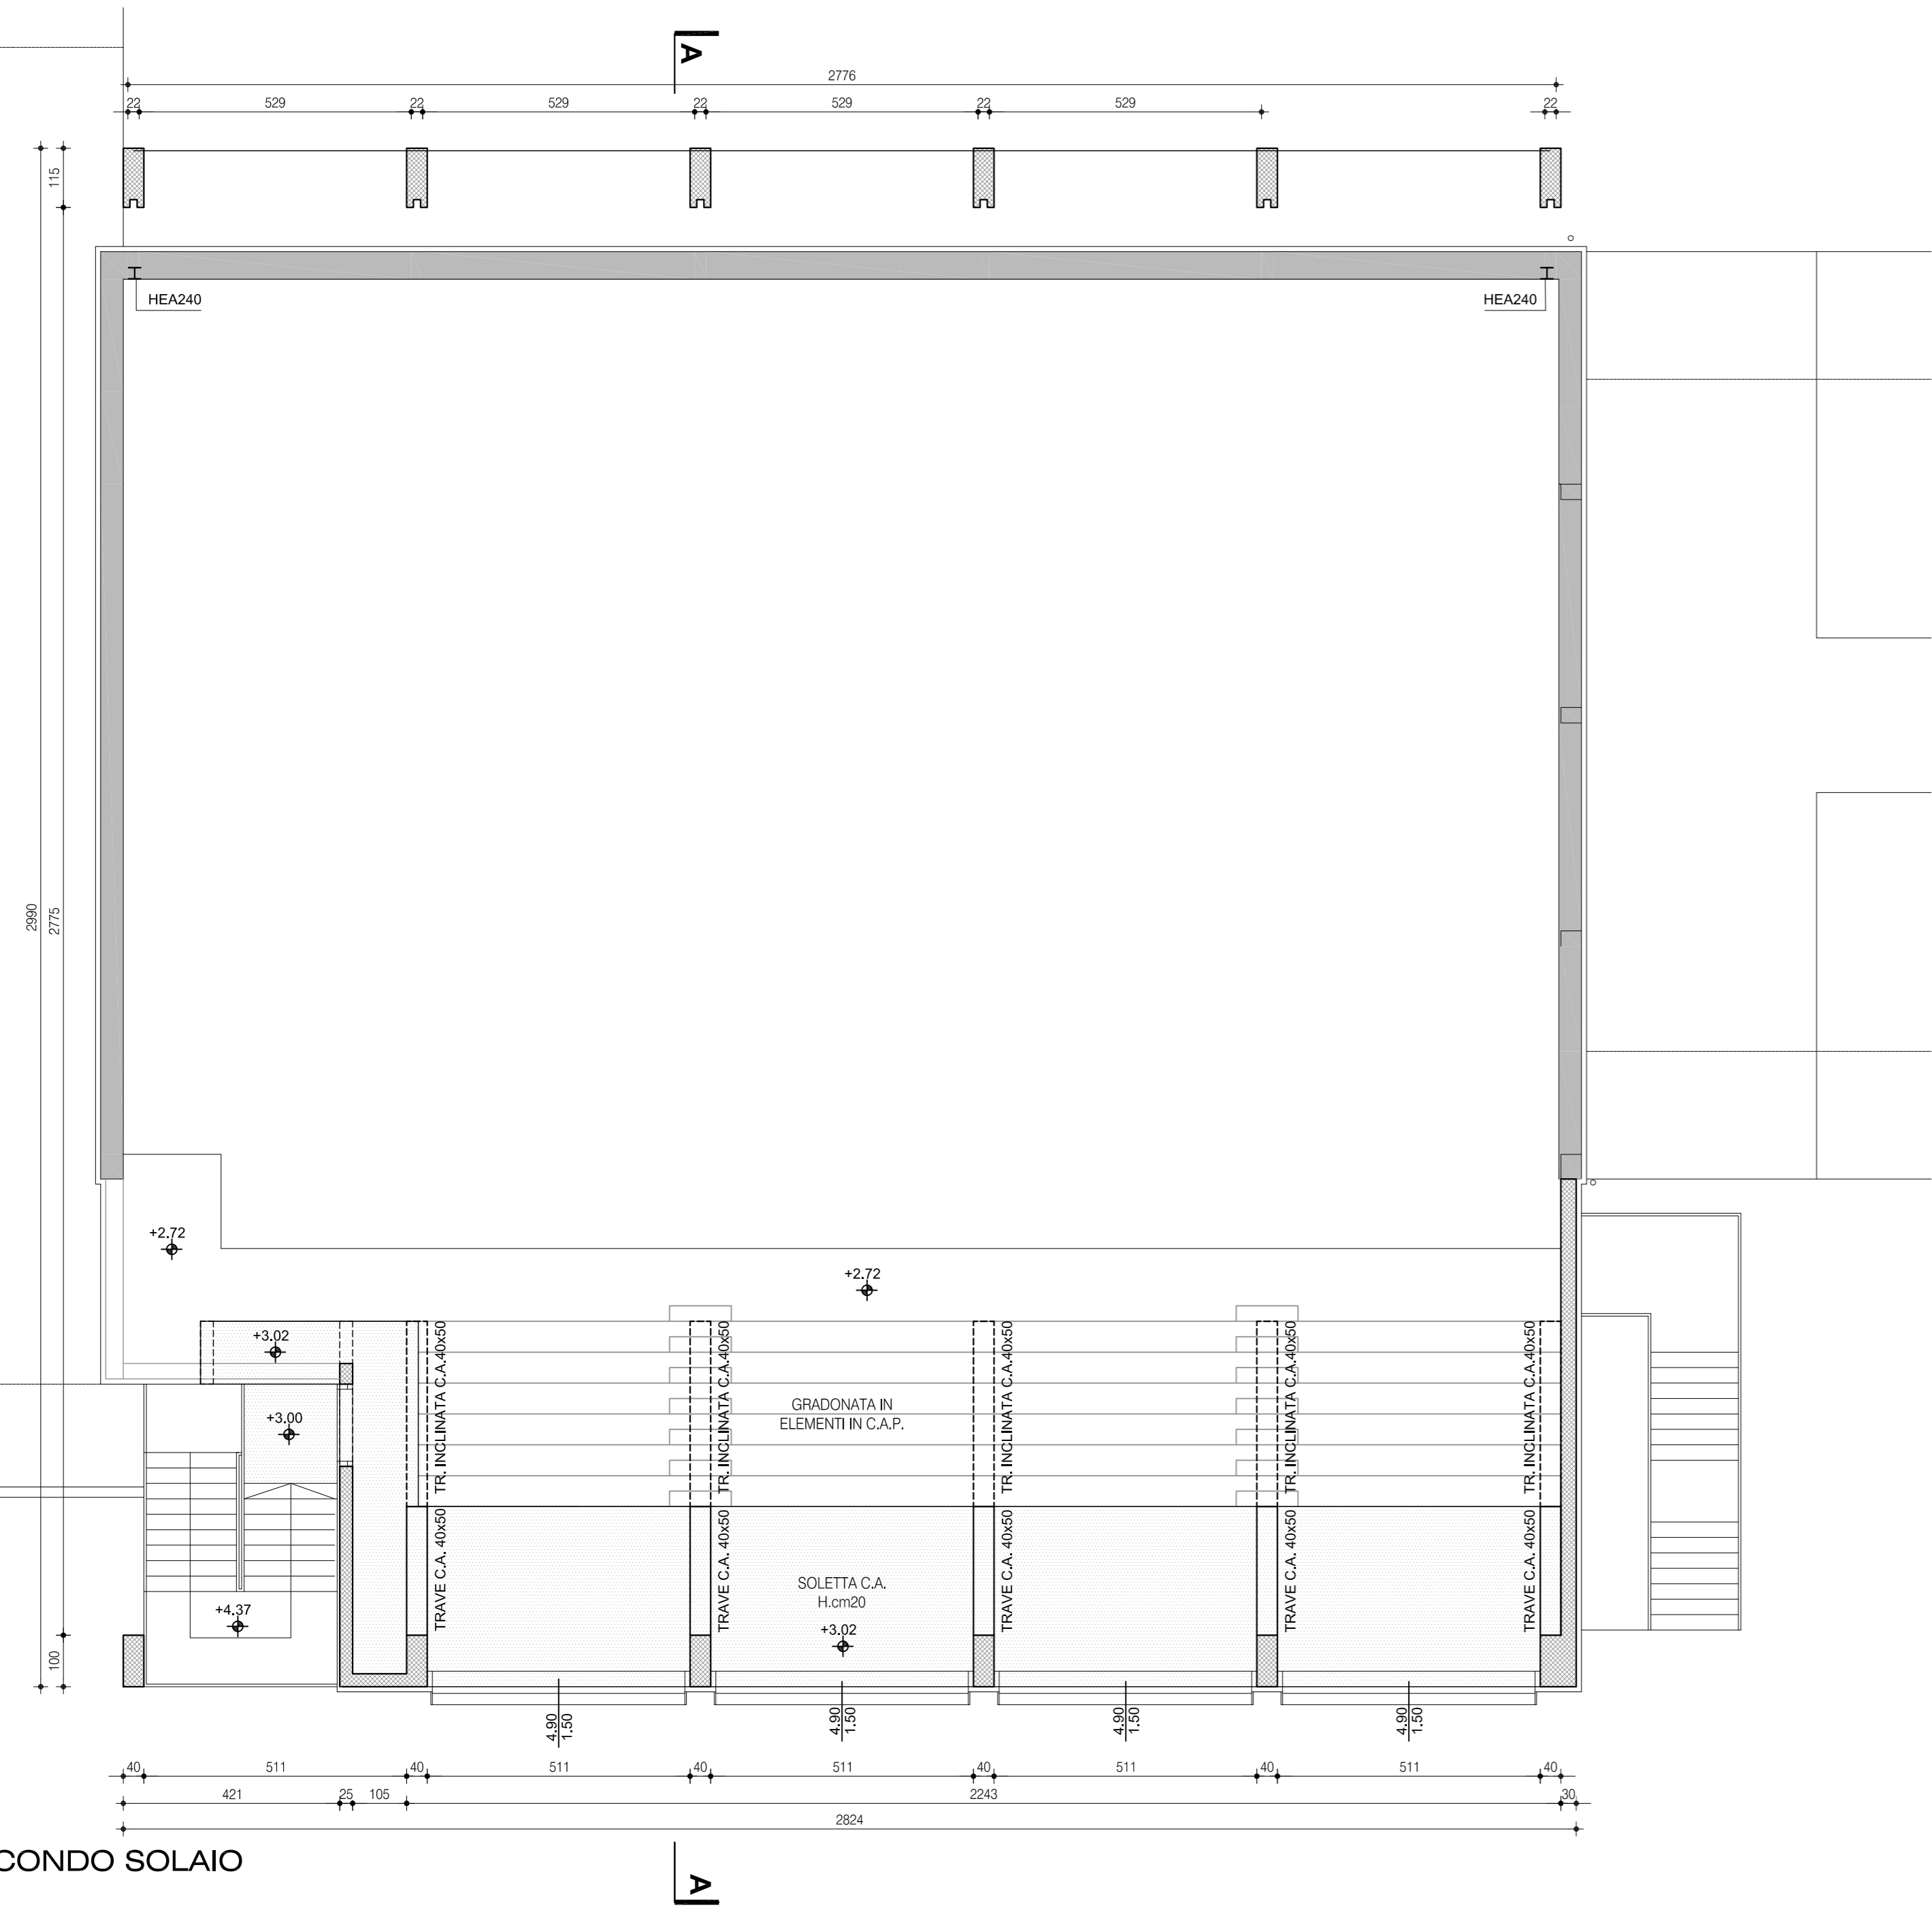 A
2776
22 529 22 529 22 529 22 529 22
115
HEA240
HEA240
2990
2775
+2.72
+2.72
+3.02
+3.00
+4.37
TR. INCLINATA C.A.40x50
TR. INCLINATA C.A.40x50
TR. INCLINATA C.A.40x50
TR. INCLINATA C.A.40x50
TR. INCLINATA C.A.40x50
GRADONATA IN
ELEMENTI IN C.A.P.
TRAVE C.A. 40x50
TRAVE C.A. 40x50
TRAVE C.A. 40x50
TRAVE C.A. 40x50
TRAVE C.A. 40x50
SOLETTA C.A.
H.cm20
+3.02
100
4.90
1.50
4.90
1.50
4.90
1.50
4.90
1.50
40 511 40 511 40 511 40 511 40 511 40
421 25 105 2243 30
2824
CONDO SOLAIO
A